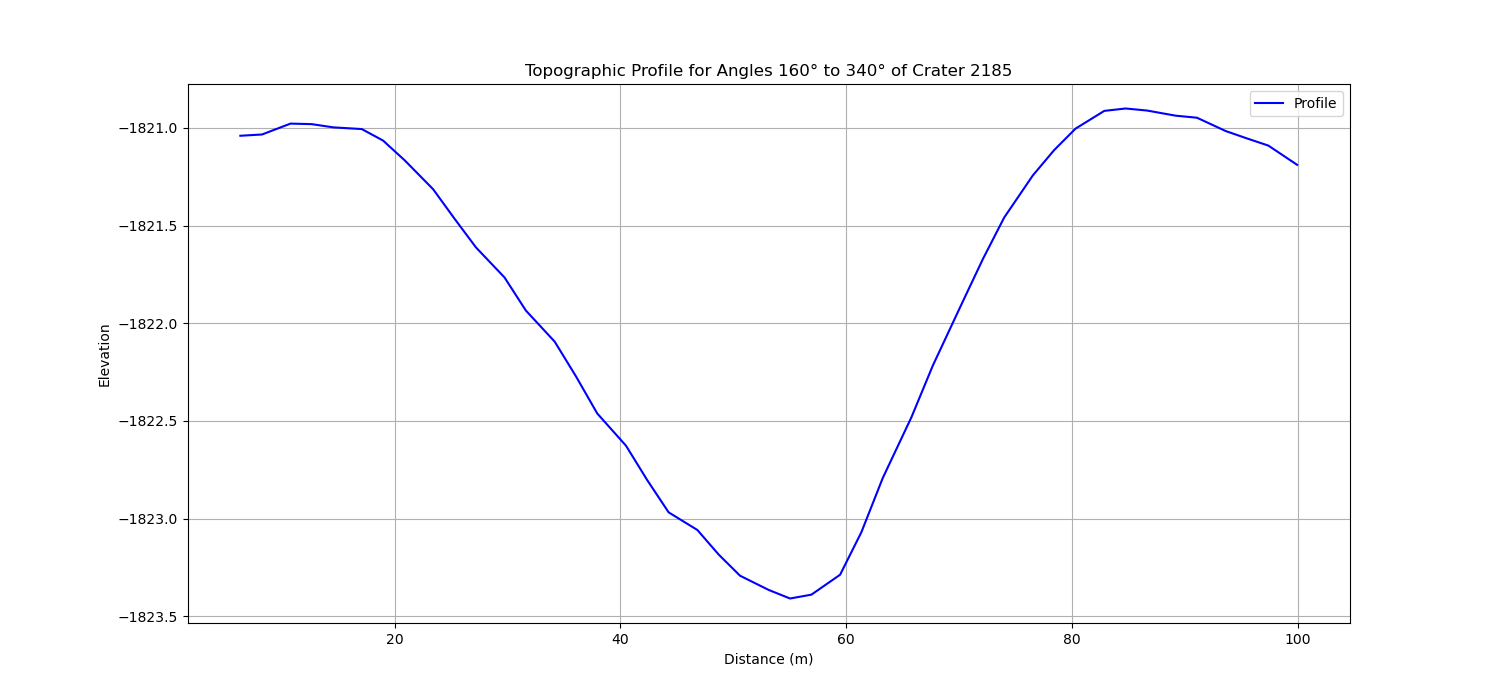 Topographic Profile for Angles 160° to 340° of Crater 2185
Profile
Elevation
−1821.0
−1821.5
−1822.0
−1822.5
−1823.0
−1823.5
20 40 60 80 100
Distance (m)